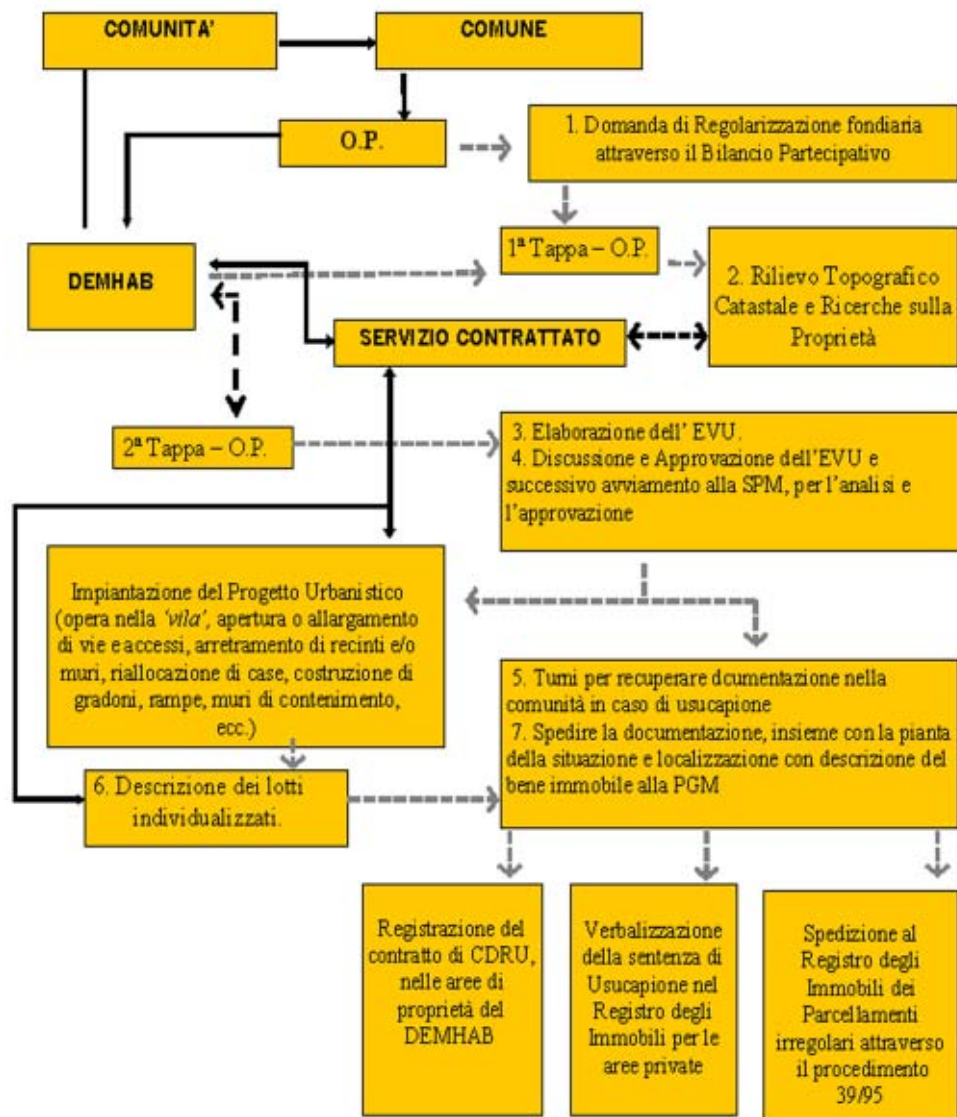 COMUNITA'
COMUNE
O.P.
1. Domanda di Regolarizzazione fondiaria
attraverso il Bilancio Partecipativo
1ª Tappa – O.P.
DEMHAB
2. Rilievo Topografico
Catastale e Ricerche sulla
Proprietà
SERVIZIO CONTRATTATO
2ª Tappa – O.P.
3. Elaborazione dell' EVU.
4. Discussione e Approvazione dell'EVU e
successivo avviamento alla SPM, per l'analisi e
l'approvazione
Impiantazione del Progetto Urbanistico
(opera nella 'vila', apertura o allargamento
di vie e accessi, arretramento di recinti e/o
muri, riallocazione di case, costruzione di
gradoni, rampe, muri di contenimento,
ecc.)
5. Turni per recuperare dcumentazione nella
comunità in caso di usucapione
7. Spedire la documentazione, insieme con la pianta
della situazione e localizzazione con descrizione del
bene immobile alla PGM
6. Descrizione dei lotti
individualizzati.
Registrazione del
contratto di CDRU,
nelle aree di
proprietà del
DEMHAB
Verbalizzazione
della sentenza di
Usucapione nel
Registro degli
Immobili per le
aree private
Spedizione al
Registro degli
Immobili dei
Parcellamenti
irregolari attraverso
il procedimento
39/95